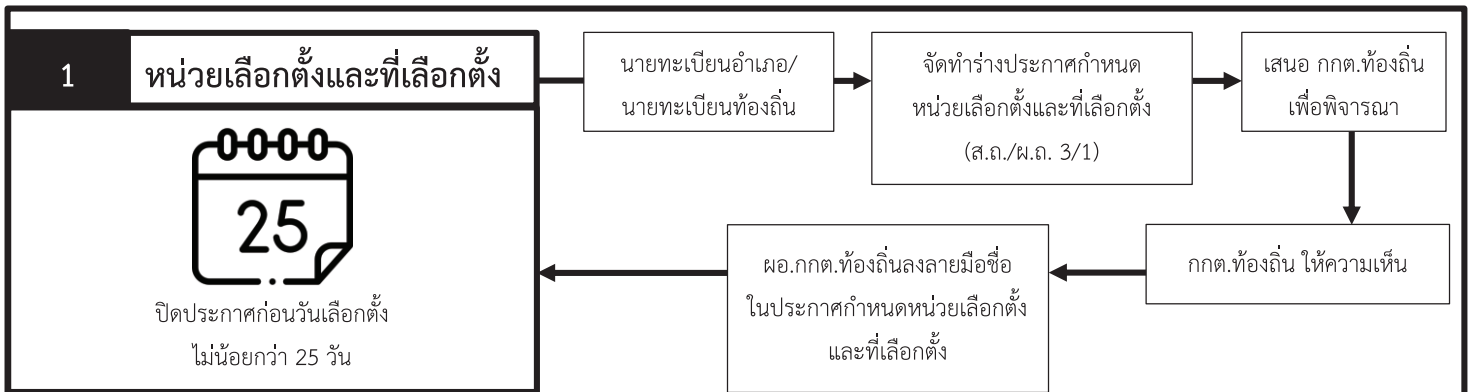 1 หน่วยเลือกตั้งและที่เลือกตั้ง
25
ปิดประกาศก่อนวันเลือกตั้ง
ไม่น้อยกว่า 25 วัน
นายทะเบียนอำเภอ/
นายทะเบียนท้องถิ่น
จัดทำร่างประกาศกำหนด
หน่วยเลือกตั้งและที่เลือกตั้ง
(ส.ถ./ผ.ถ. 3/1)
เสนอ กกต.ท้องถิ่น
เพื่อพิจารณา
กกต.ท้องถิ่น ให้ความเห็น
ผอ.กกต.ท้องถิ่นลงลายมือชื่อ
ในประกาศกำหนดหน่วยเลือกตั้ง
และที่เลือกตั้ง